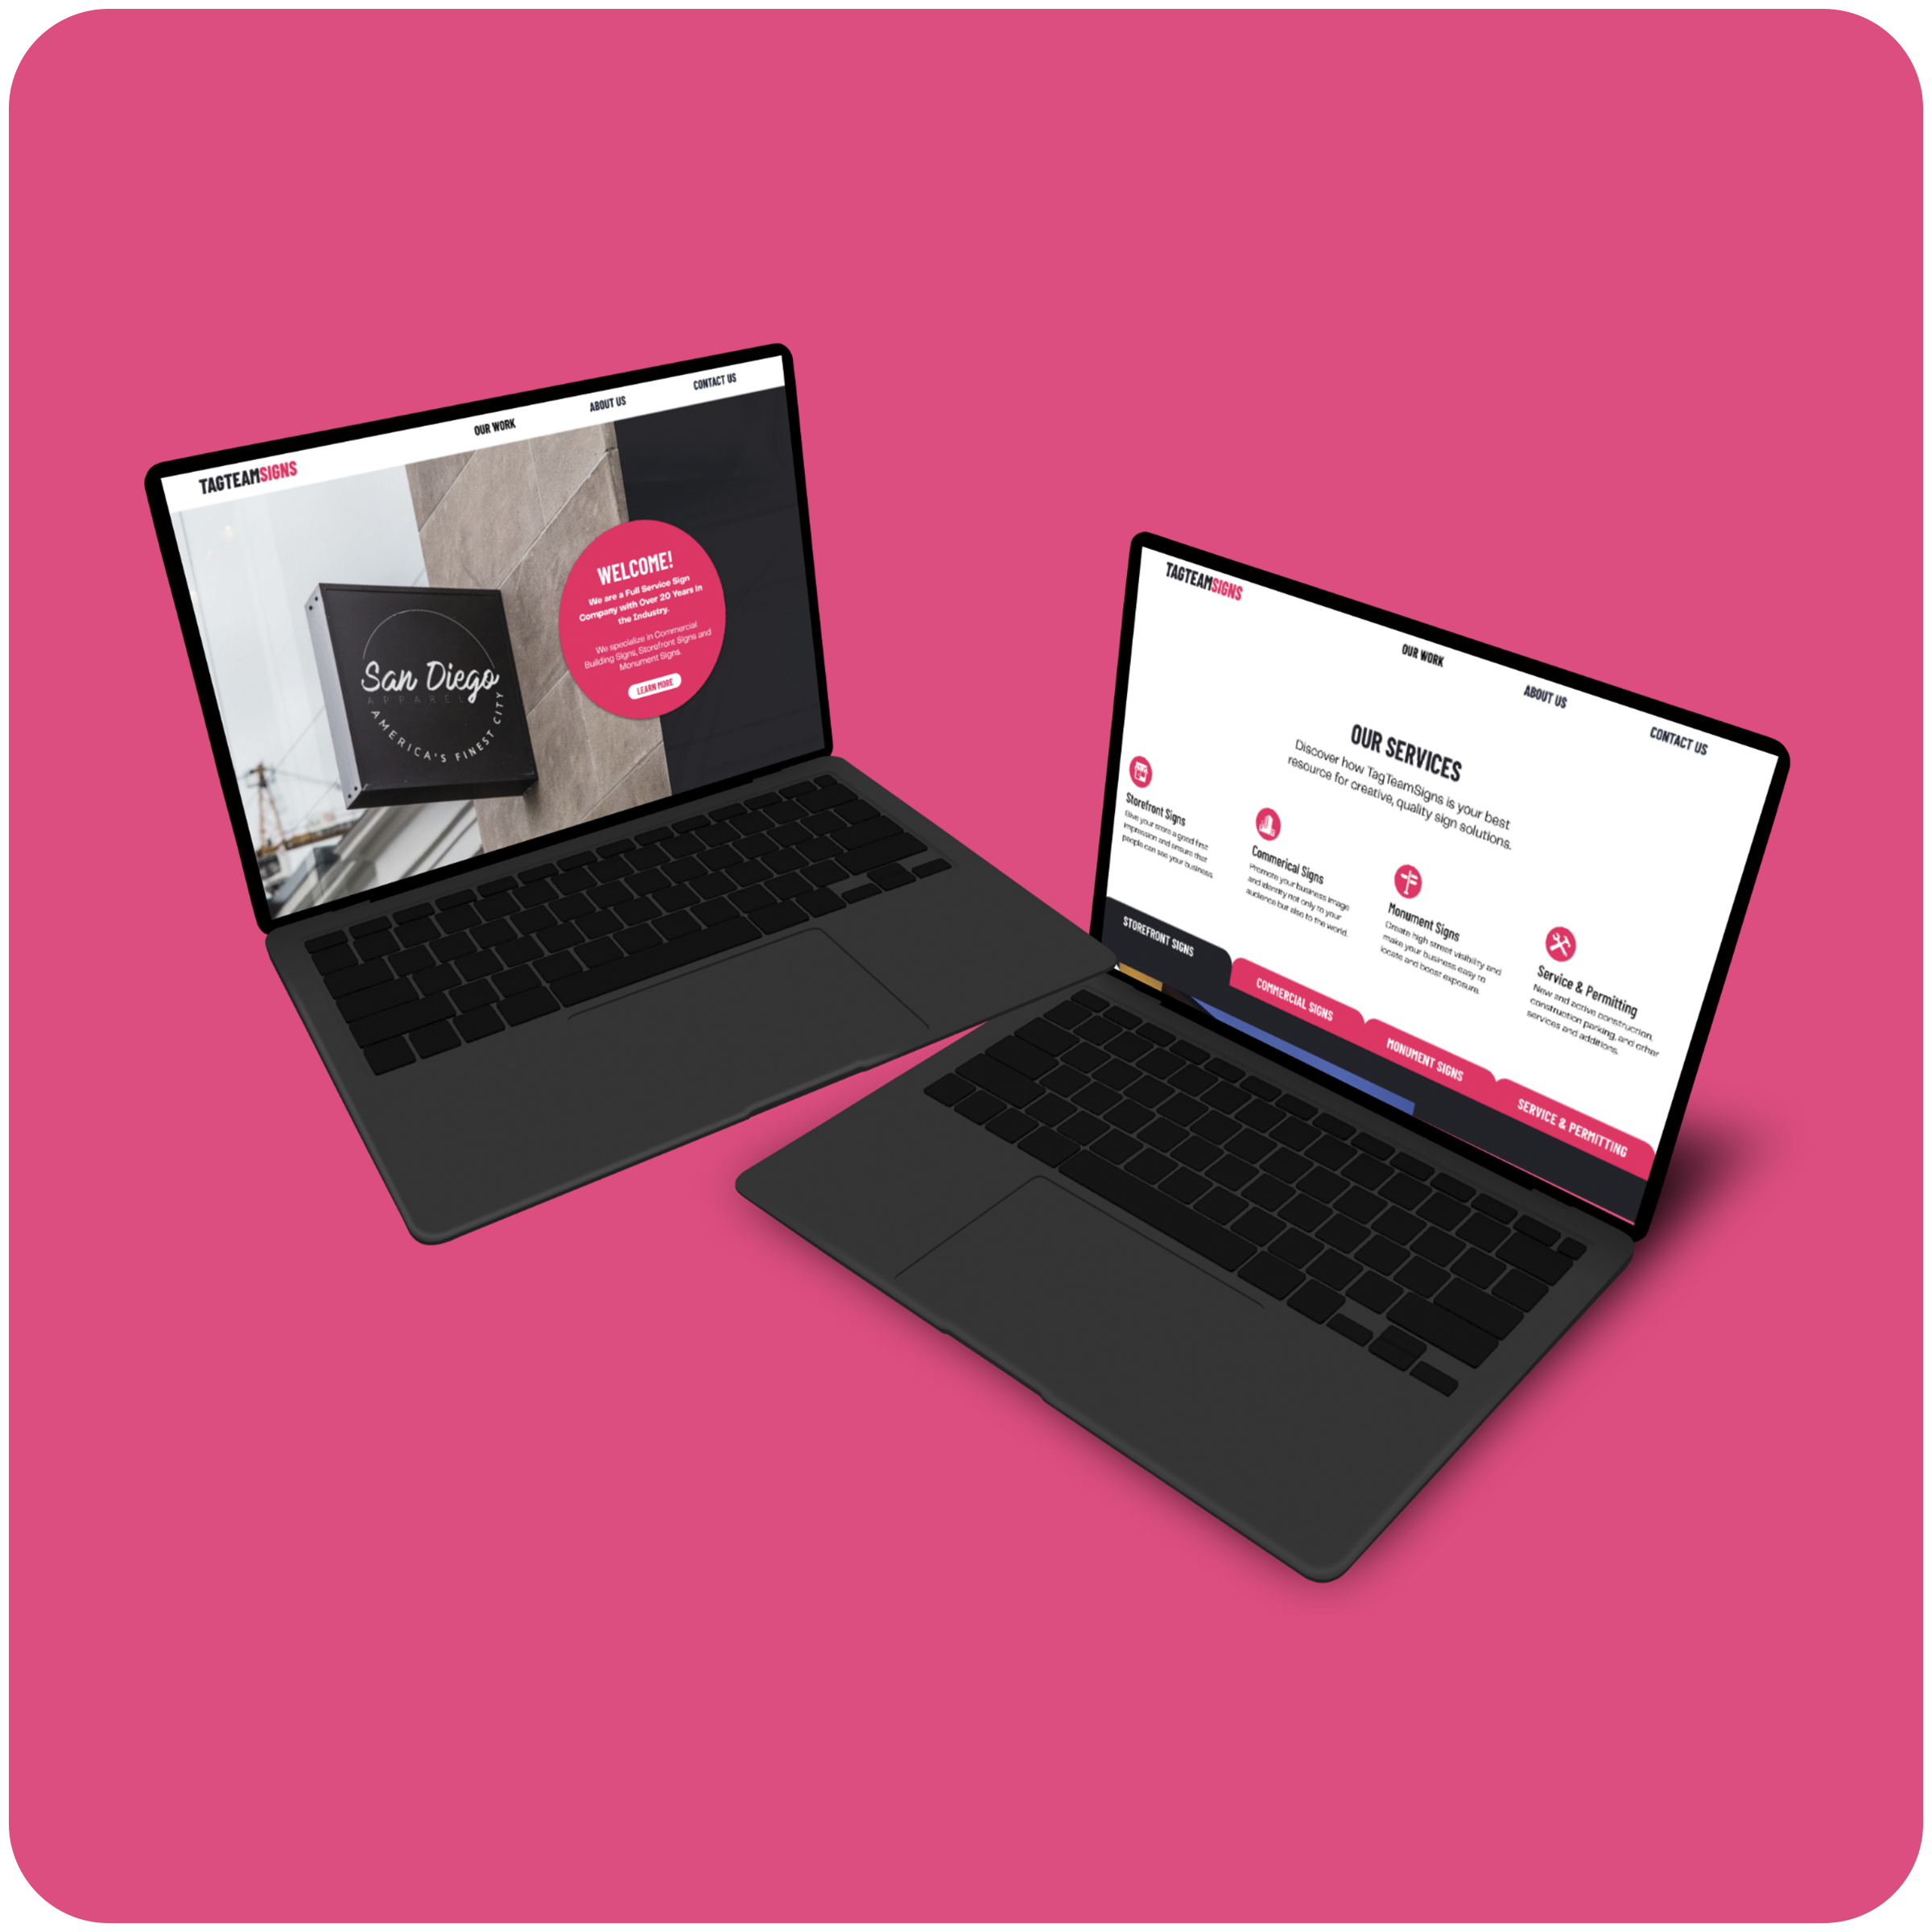 TAGTEAMSIGNS
OUR WORK
ABOUT US
CONTACT US
San Diego
APPAREL
AMERICA'S FINEST CITY
WELCOME!
We are a Full Service Sign
Company with Over 20 Years in
the Industry.
We specialize in Commercial
Building Signs, Storefront Signs and
Monument Signs.
LEARN MORE
TAGTEAMSIGNS
OUR WORK
ABOUT US
CONTACT US
OUR SERVICES
Discover how TagTeamSigns is your best
resource for creative, quality sign solutions.
Storefront Signs
Give your store a good first
impression and ensure that
people can see your business.
Commerical Signs
Promote your business image
and identity not only to your
audience but also to the world.
Monument Signs
Create high street visibility and
make your business easy to
locate and boost exposure.
Service & Permitting
New and active construction,
construction parking, and other
services and additions.
STOREFRONT SIGNS
COMMERCIAL SIGNS
MONUMENT SIGNS
SERVICE & PERMITTING